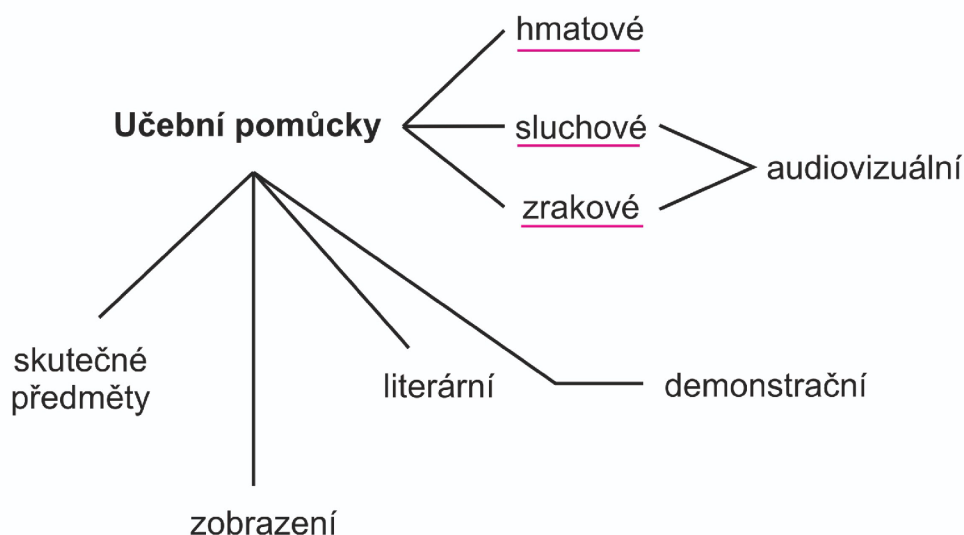 hmatové
Učební pomůcky
sluchové
audiovizuální
zrakové
skutečné
předměty
literární
demonstrační
zobrazení